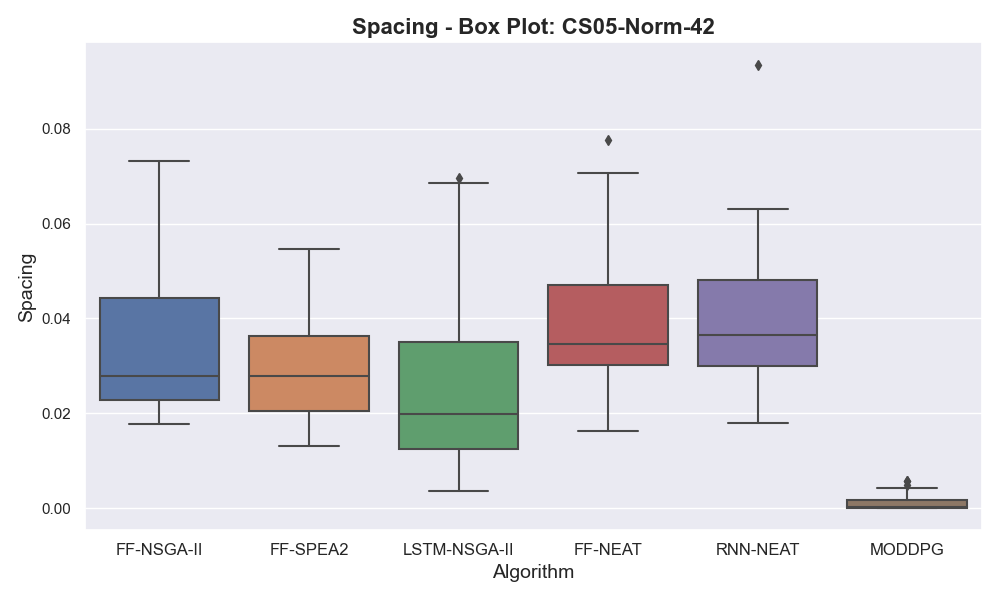 Spacing - Box Plot: CS05-Norm-42
Spacing
0.08
0.06
0.04
0.02
0.00
FF-NSGA-II FF-SPEA2 LSTM-NSGA-II FF-NEAT RNN-NEAT MODDPG
Algorithm